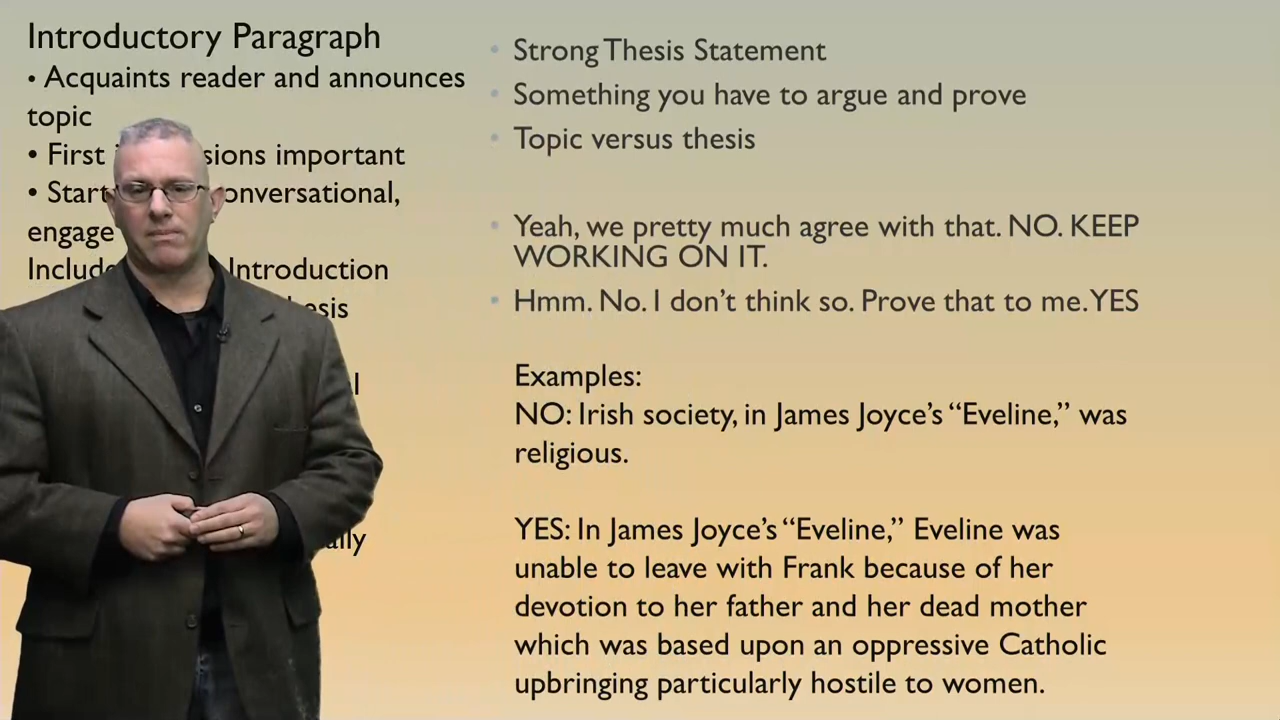 Introductory Paragraph
• Acquaints reader and announces
topic
• First important
• Start conversational,
engage
Include Introduction
• Strong Thesis Statement
• Something you have to argue and prove
• Topic versus thesis
• Yeah, we pretty much agree with that. NO. KEEP
WORKING ON IT.
• Hmm. No. I don’t think so. Prove that to me. YES
Examples:
NO: Irish society, in James Joyce’s “Eveline,” was
religious.
YES: In James Joyce’s “Eveline,” Eveline was
unable to leave with Frank because of her
devotion to her father and her dead mother
which was based upon an oppressive Catholic
upbringing particularly hostile to women.